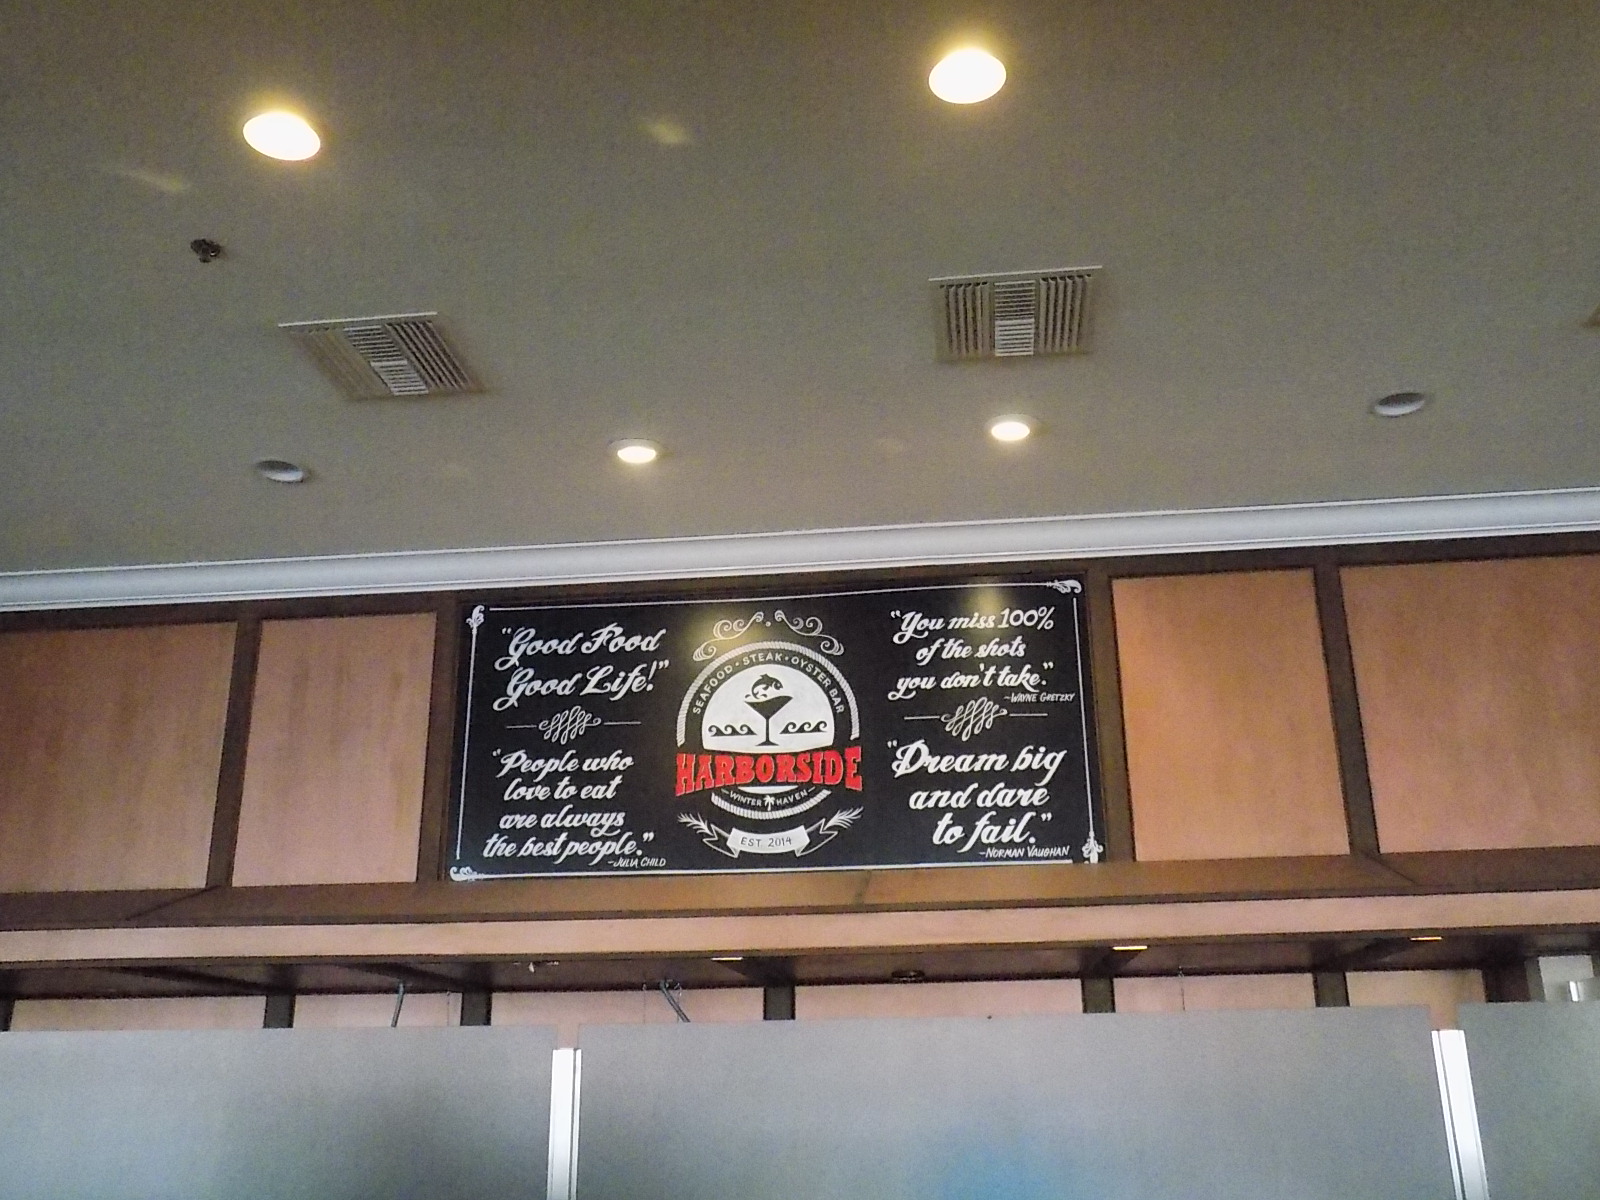 "Good Food
Good Life!"
"People who
love to eat
are always
the best people."
-JULIA CHILD
SEAFOOD • STEAK • OYSTER BAR
HARBORSIDE
WINTER HAVEN
EST. 2014
"You miss 100%
of the shots
you don't take."
-WAYNE GRETZKY
"Dream big
and dare
to fail."
-NORMAN VAUGHAN